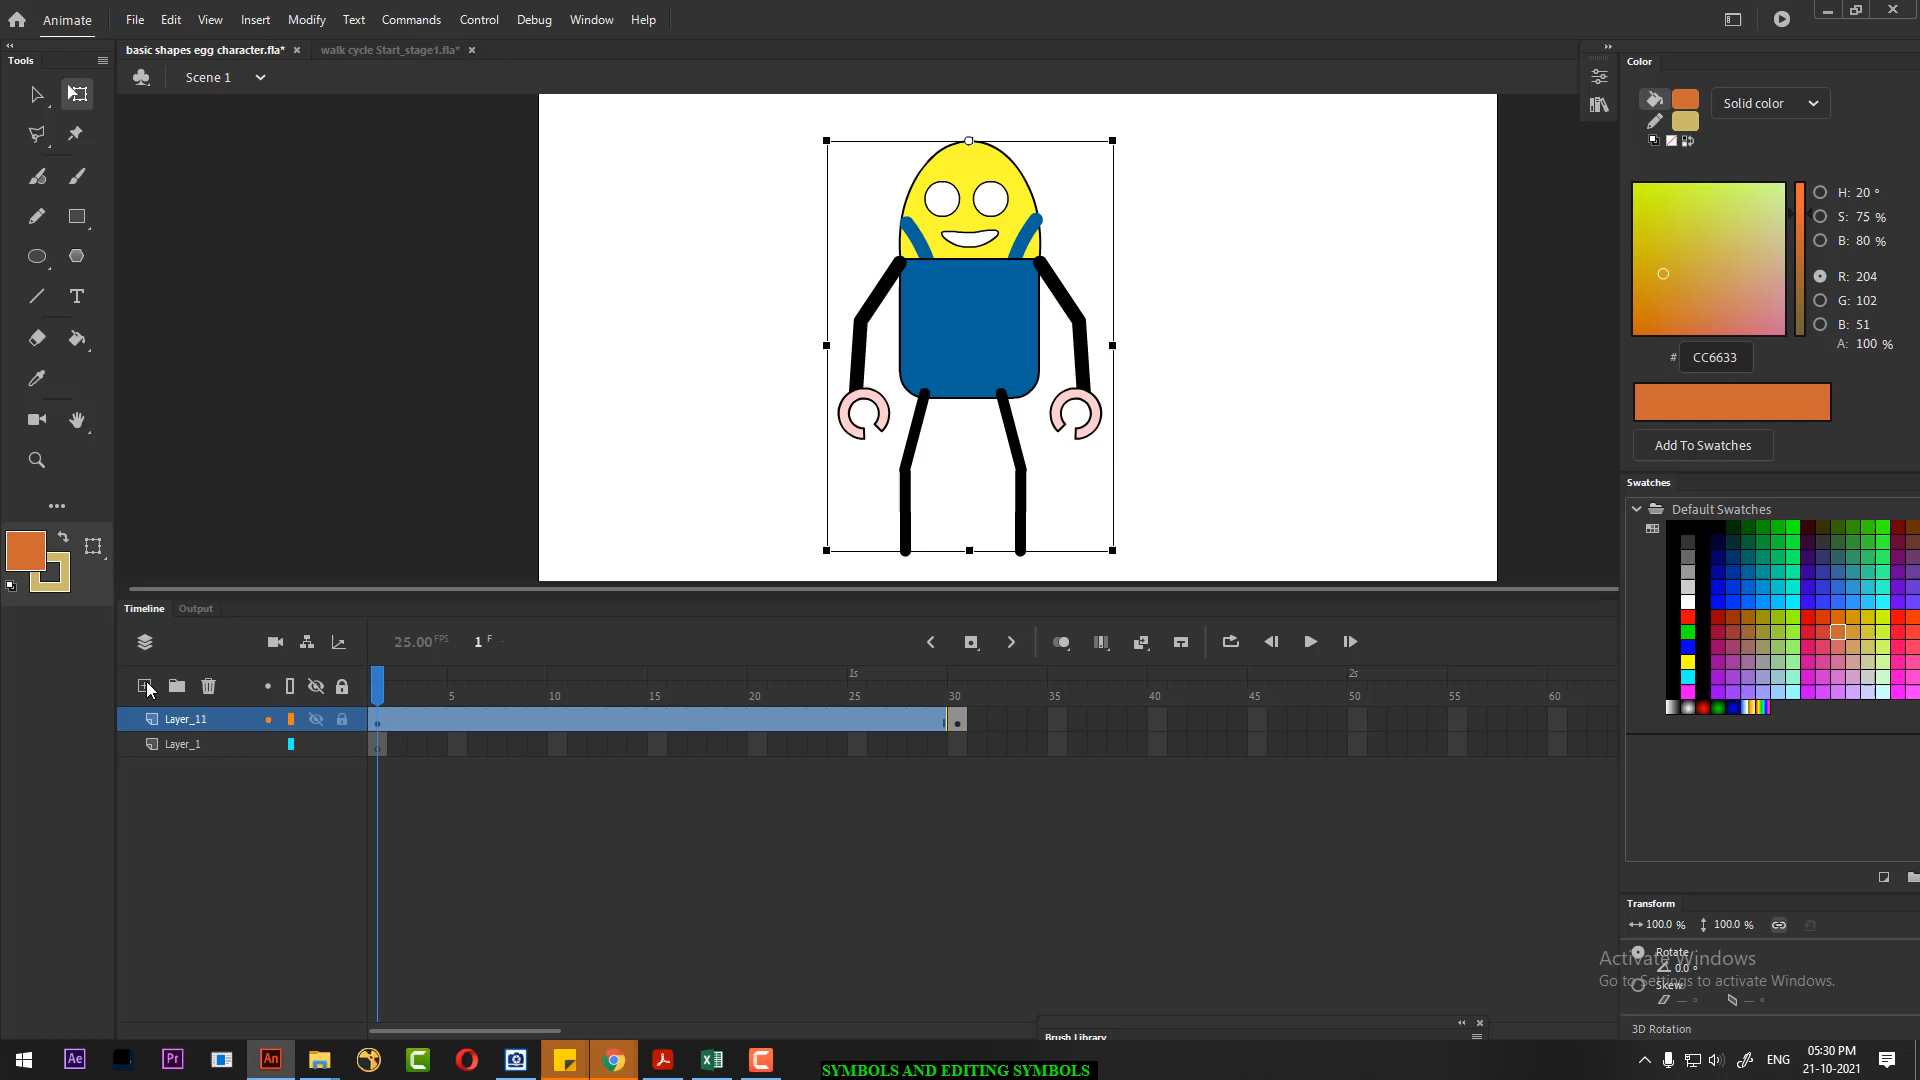 Animate File Edit View Insert Modify Text Commands Control Debug Window Help
basic shapes egg character.fla* × walk cycle Start_stage1.fla* ×
Tools
Scene 1
Color
Solid color
H: 20 °
S: 75 %
B: 80 %
R: 204
G: 102
B: 51
A: 100 %
# CC6633
Add To Swatches
Swatches
Default Swatches
Timeline Output
25.00 FPS 1 F
1s 2s
5 10 15 20 25 30 35 40 45 50 55 60
Layer_11
Layer_1
Transform
100.0 % 100.0 %
Rotate
0.0 °
Skew
Activate Windows
Go to Settings to activate Windows.
3D Rotation
Brush Library
Ae Pr An
ENG
05:30 PM
21-10-2021
SYMBOLS AND EDITING SYMBOLS